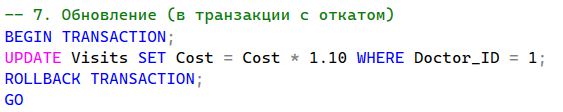 -- 7. Обновление (в транзакции с откатом)
BEGIN TRANSACTION;
UPDATE Visits SET Cost = Cost * 1.10 WHERE Doctor_ID = 1;
ROLLBACK TRANSACTION;
GO